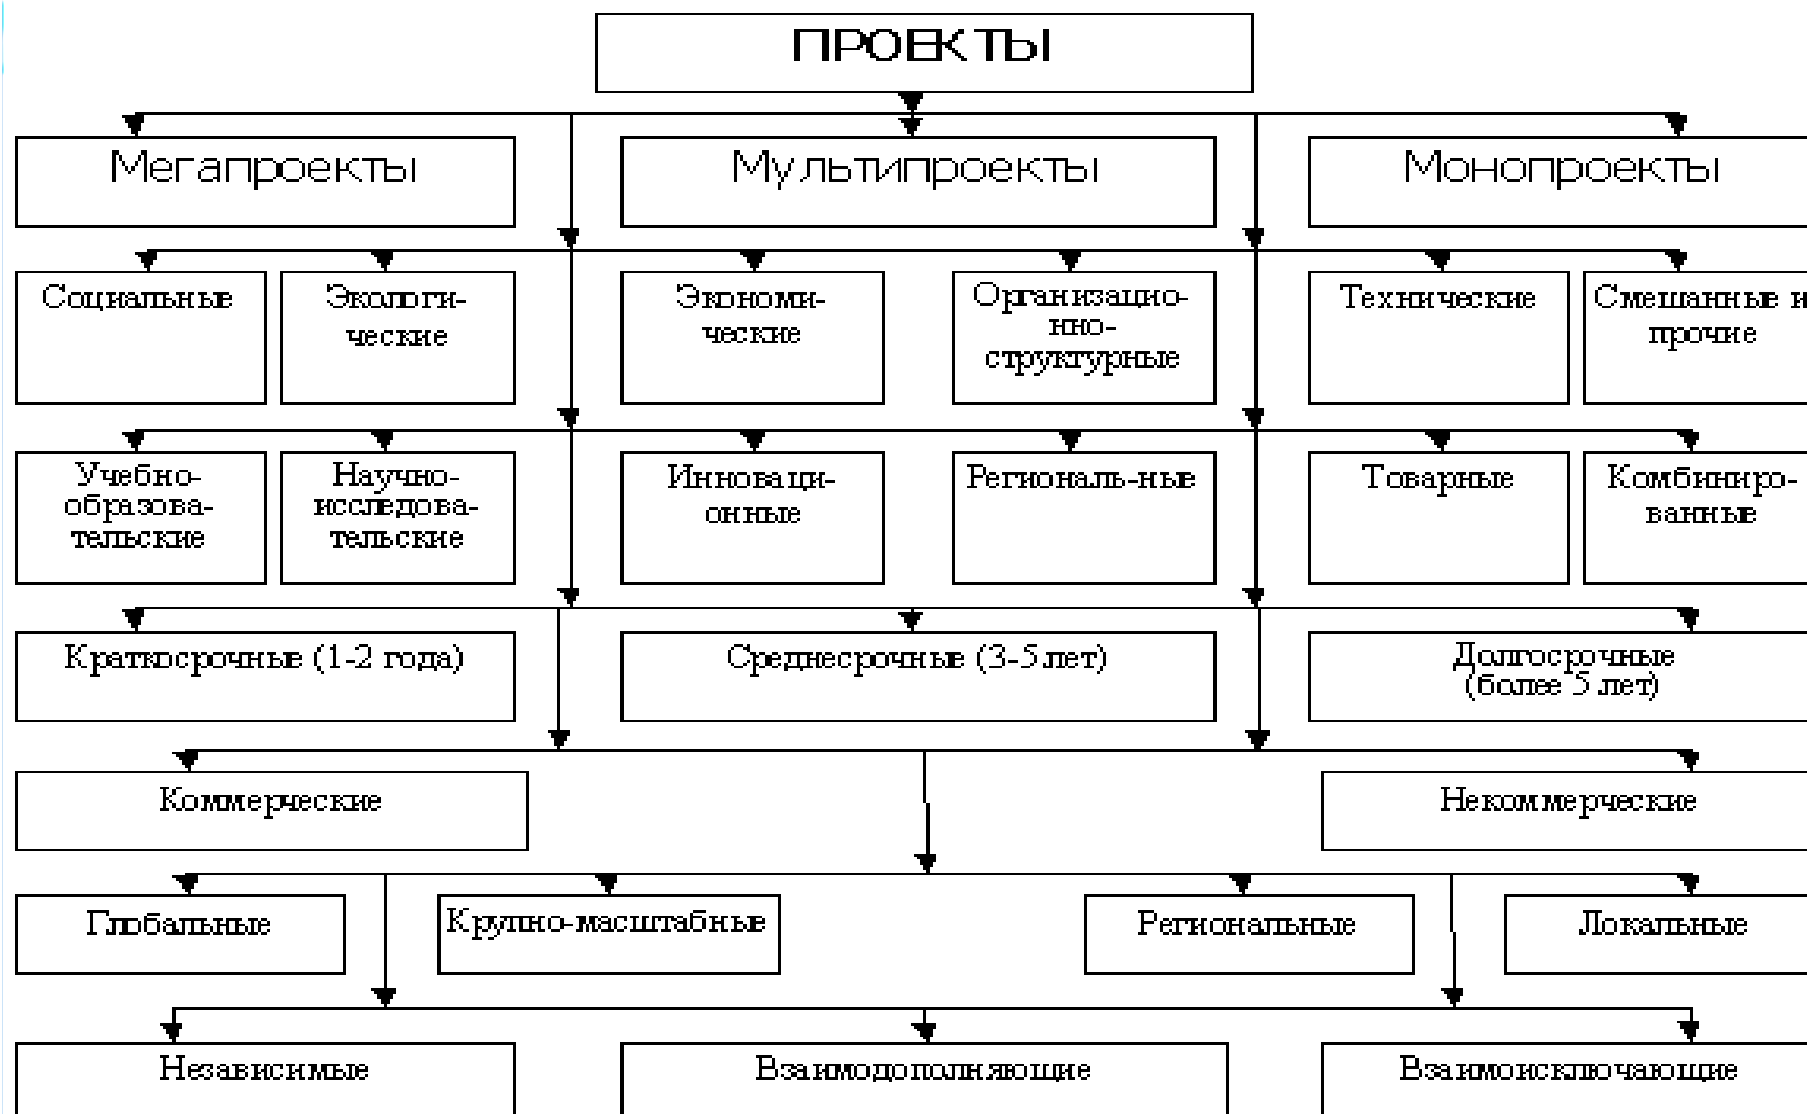 ПРОЕКТЫ
Мегапроекты
Мультипроекты
Монопроекты
Социальные
Экологи-
ческие
Экономи-
ческие
Организацио-
нно-
структурные
Технические
Смешанные и
прочие
Учебно-
образова-
тельские
Научно-
исследова-
тельские
Инноваци-
онные
Региональ-ные
Товарные
Комбиниро-
ванные
Краткосрочные (1-2 года)
Среднесрочные (3-5 лет)
Долгосрочные
(более 5 лет)
Коммерческие
Некоммерческие
Глобальные
Крупно-масштабные
Региональные
Локальные
Независимые
Взаимодополняющие
Взаимоисключающие